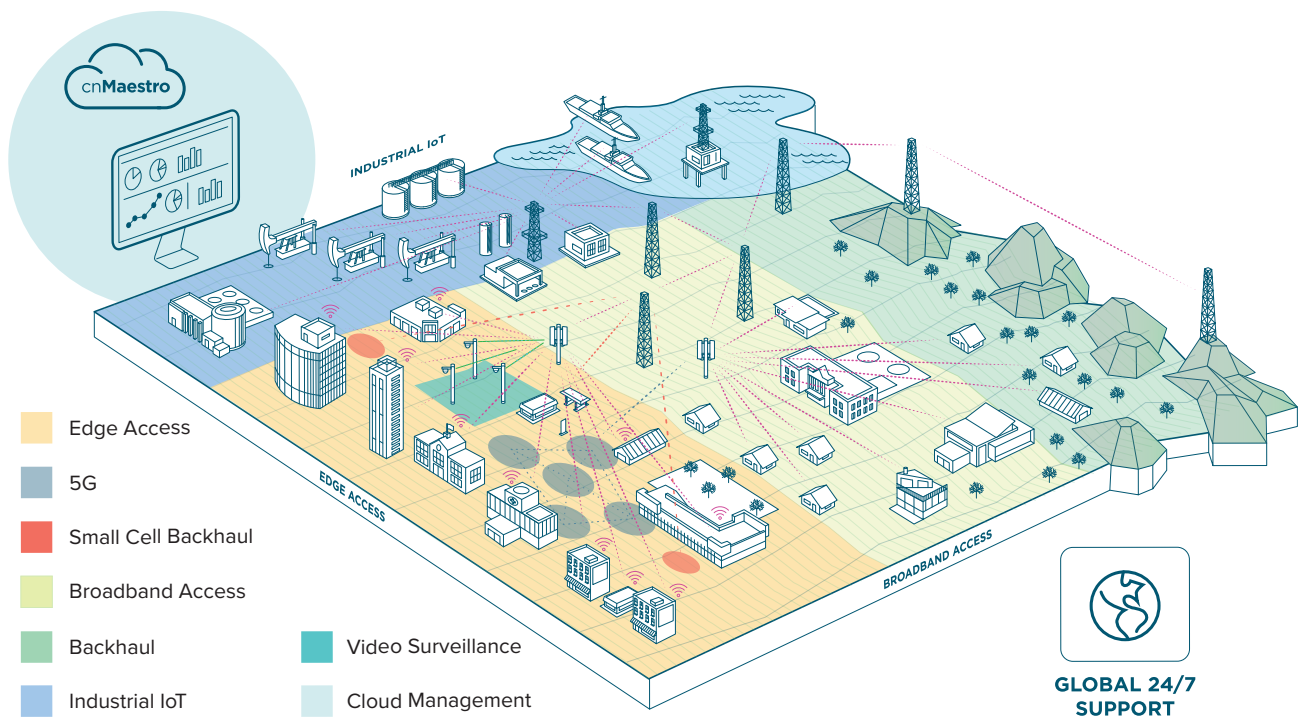 cnMaestro
INDUSTRIAL IoT
EDGE ACCESS
BROADBAND ACCESS
Edge Access
5G
Small Cell Backhaul
Broadband Access
Backhaul
Industrial IoT
Video Surveillance
Cloud Management
GLOBAL 24/7
SUPPORT